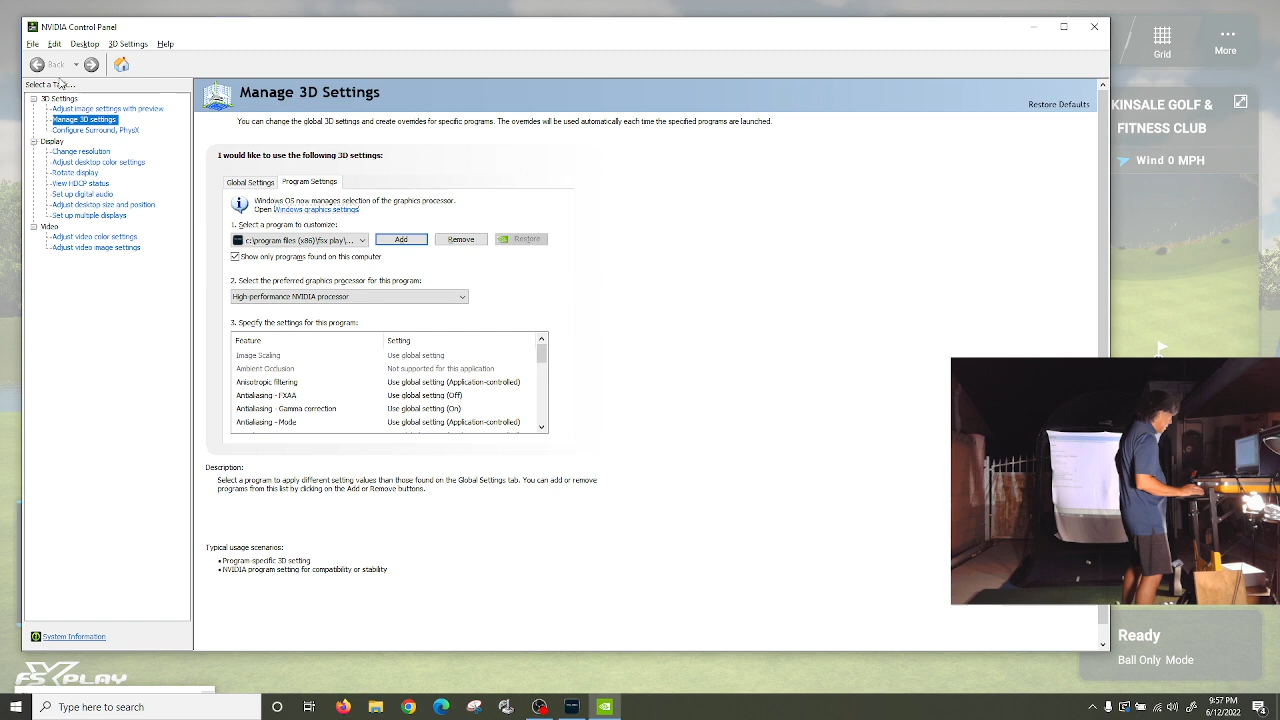 NVIDIA Control Panel
File Edit Desktop 3D Settings Help
Back
Select a T...
3D Settings
Adjust image settings with preview
Manage 3D settings
Configure Surround, PhysX
Display
Change resolution
Adjust desktop color settings
Rotate display
View HDCP status
Set up digital audio
Adjust desktop size and position
Set up multiple displays
Video
Adjust video color settings
Adjust video image settings
System Information
Manage 3D Settings
Restore Defaults
You can change the global 3D settings and create overrides for specific programs. The overrides will be used automatically each time the specified programs are launched.
I would like to use the following 3D settings:
Global Settings Program Settings
Windows OS now manages selection of the graphics processor.
Open Windows graphics settings
1. Select a program to customize:
c:\program files (x86)\fsx play\... Add Remove Restore
Show only programs found on this computer
2. Select the preferred graphics processor for this program:
High-performance NVIDIA processor
3. Specify the settings for this program:
Feature Setting
Image Scaling Use global setting
Ambient Occlusion Not supported for this application
Anisotropic filtering Use global setting (Application-controlled)
Antialiasing - FXAA Use global setting (Off)
Antialiasing - Gamma correction Use global setting (On)
Antialiasing - Mode Use global setting (Application-controlled)
Description:
Select a program to apply different setting values than those found on the Global Settings tab. You can add or remove
programs from this list by clicking on the Add or Remove buttons.
Typical usage scenarios:
• Program-specific 3D setting
• NVIDIA program setting for compatibility or stability
Grid
More
KINSALE GOLF &
FITNESS CLUB
Wind 0 MPH
Ready
Ball Only Mode
FSX PLAY
Type here to search
9:57 PM
6/12/2022